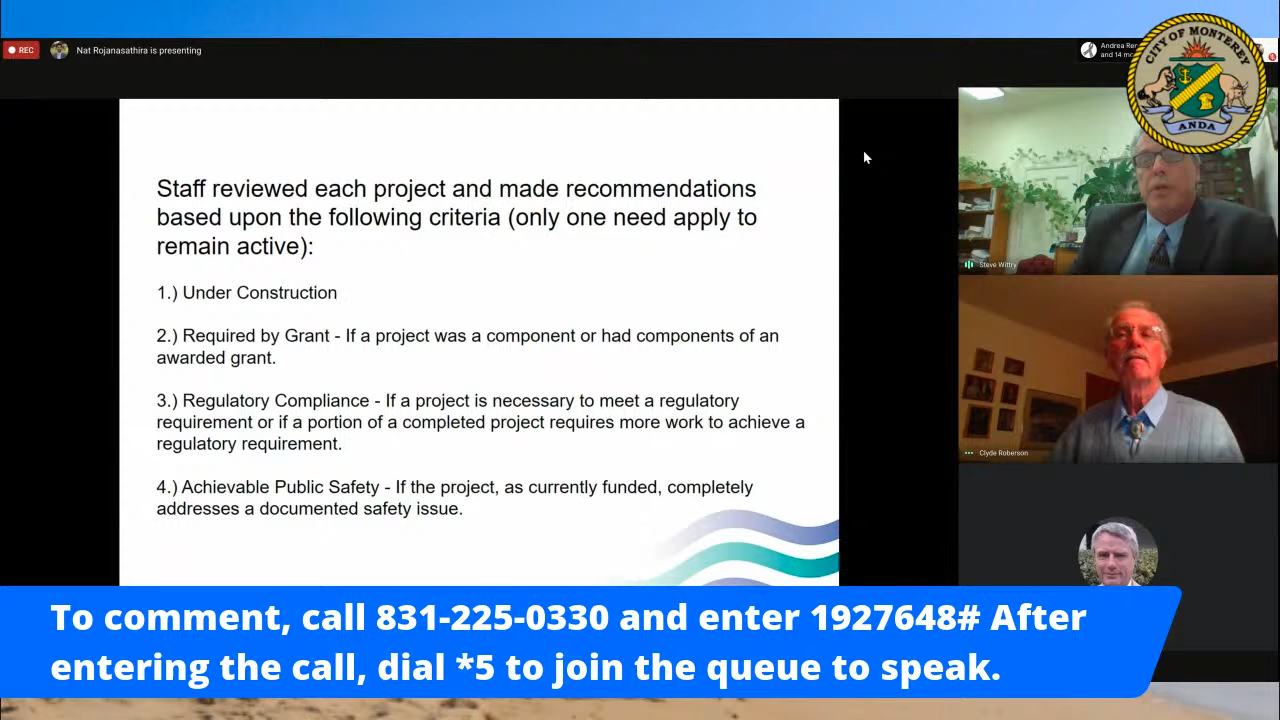 REC
Nat Rojanasathira is presenting
and 14
CITY OF MONTEREY
ANDA
Staff reviewed each project and made recommendations
based upon the following criteria (only one need apply to
remain active):
1.) Under Construction
2.) Required by Grant - If a project was a component or had components of an
awarded grant.
3.) Regulatory Compliance - If a project is necessary to meet a regulatory
requirement or if a portion of a completed project requires more work to achieve a
regulatory requirement.
4.) Achievable Public Safety - If the project, as currently funded, completely
addresses a documented safety issue.
Steve Wittry
Clyde Roberson
To comment, call 831-225-0330 and enter 1927648# After
entering the call, dial *5 to join the queue to speak.